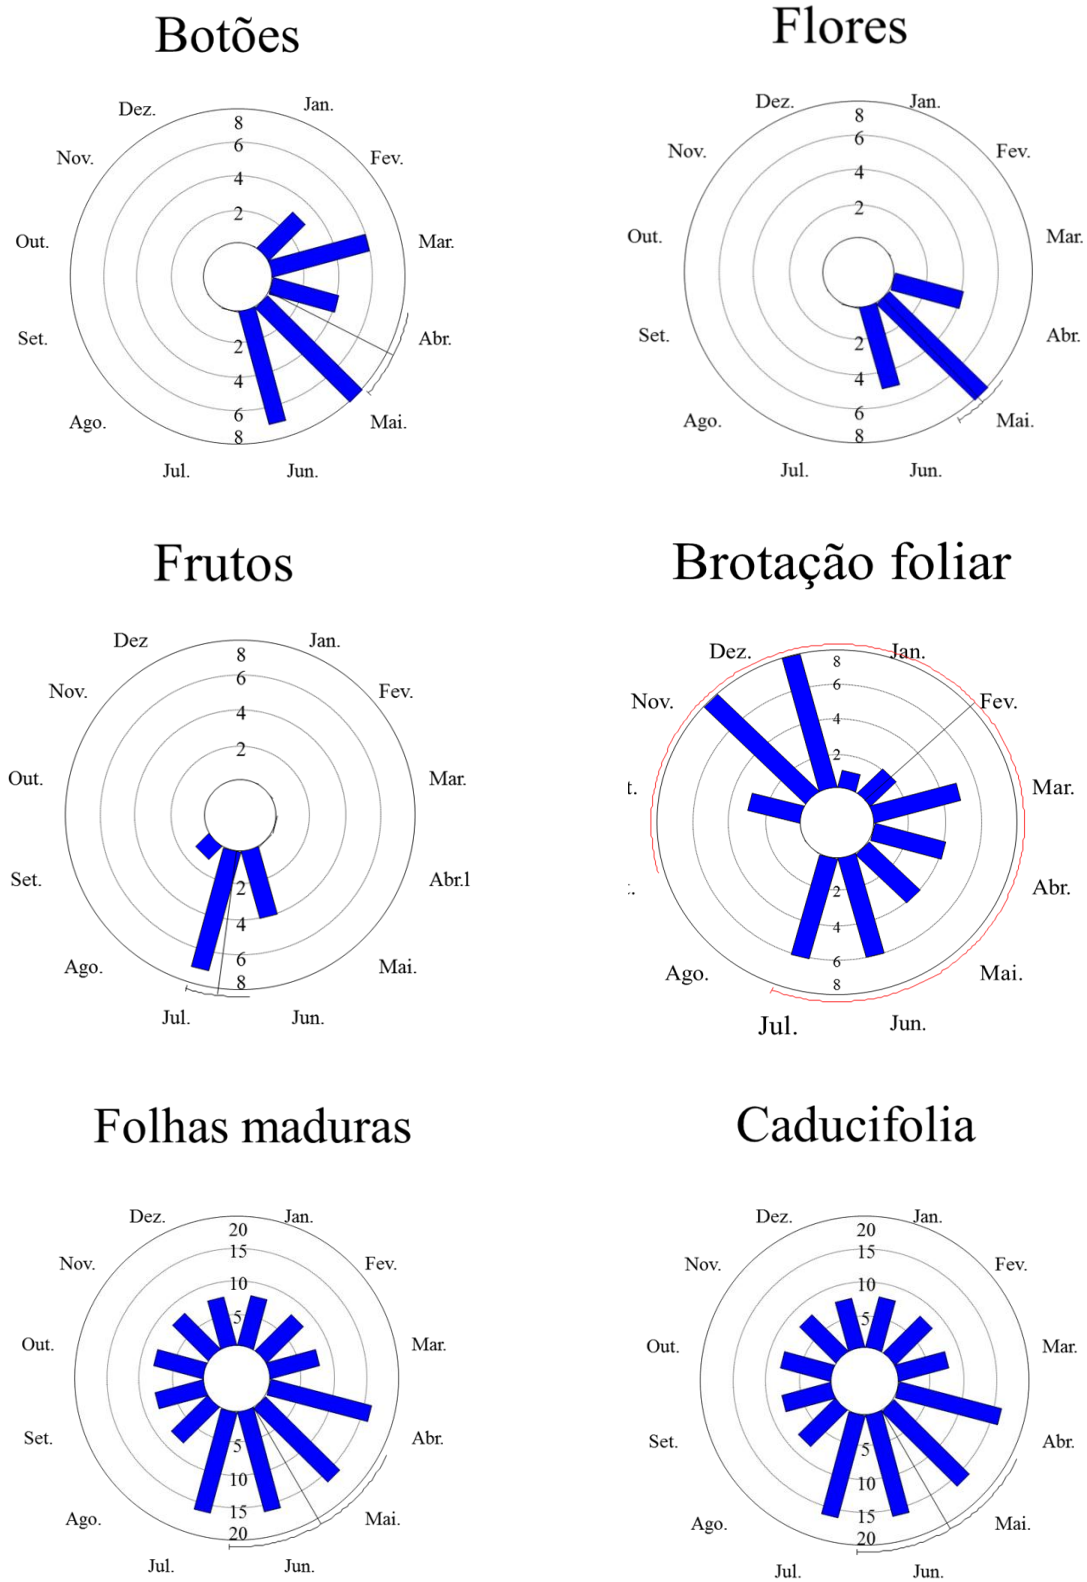 Botões
Dez.
Jan.
Nov.
Fev.
Out.
Mar.
Set.
Abr.
Ago.
Mai.
Jul.
Jun.
8
6
4
2
2
4
6
8
Flores
Dez.
Jan.
Nov.
Fev.
Out.
Mar.
Set.
Abr.
Ago.
Mai.
Jul.
Jun.
8
6
4
2
2
4
6
8
Frutos
Dez
Jan.
Nov.
Fev.
Out.
Mar.
Set.
Abr.l
Ago.
Mai.
Jul.
Jun.
8
6
4
2
2
4
6
8
Brotação foliar
Dez.
Jan.
Nov.
Fev.
t.
Mar.
Abr.
Ago.
Mai.
Jul.
Jun.
8
6
4
2
2
4
6
8
Folhas maduras
Dez.
Jan.
Nov.
Fev.
Out.
Mar.
Set.
Abr.
Ago.
Mai.
Jul.
Jun.
20
15
10
5
5
10
15
20
Caducifolia
Dez.
Jan.
Nov.
Fev.
Out.
Mar.
Set.
Abr.
Ago.
Mai.
Jul.
Jun.
20
15
10
5
5
10
15
20